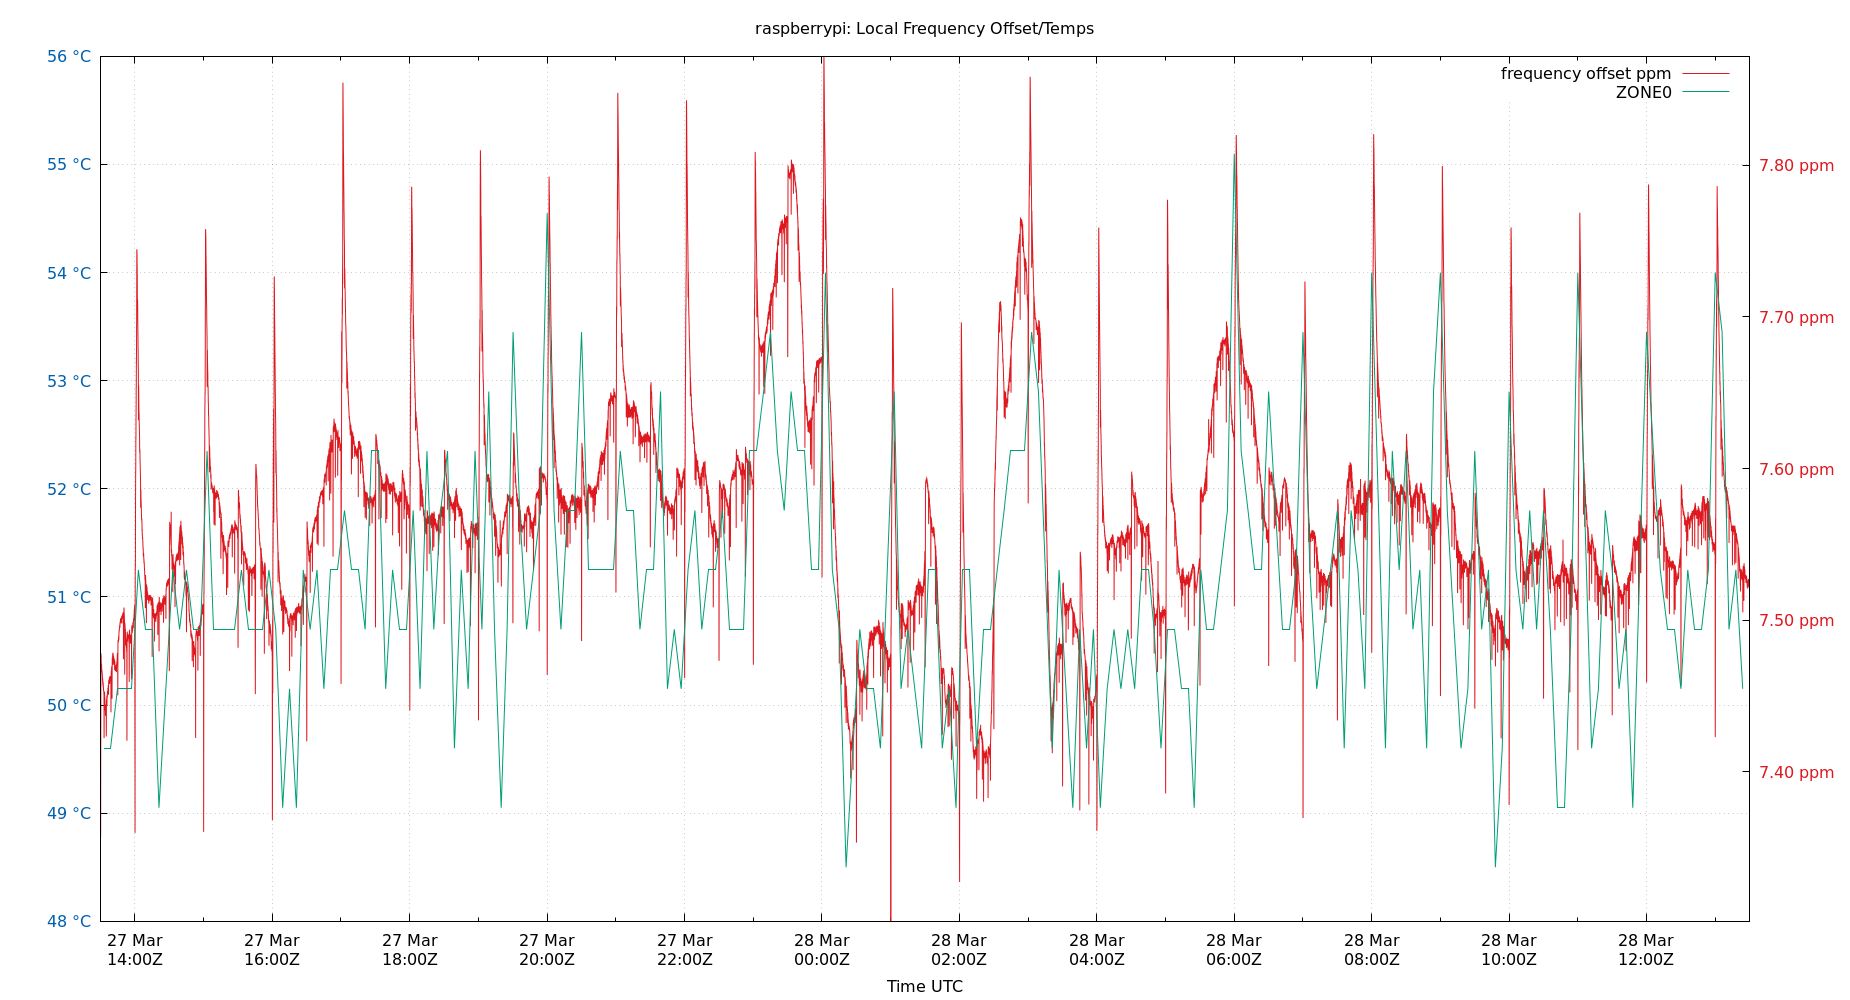 raspberrypi: Local Frequency Offset/Temps
frequency offset ppm
ZONE0
56 °C
55 °C
54 °C
53 °C
52 °C
51 °C
50 °C
49 °C
48 °C
7.80 ppm
7.70 ppm
7.60 ppm
7.50 ppm
7.40 ppm
27 Mar
14:00Z
27 Mar
16:00Z
27 Mar
18:00Z
27 Mar
20:00Z
27 Mar
22:00Z
28 Mar
00:00Z
28 Mar
02:00Z
28 Mar
04:00Z
28 Mar
06:00Z
28 Mar
08:00Z
28 Mar
10:00Z
28 Mar
12:00Z
Time UTC